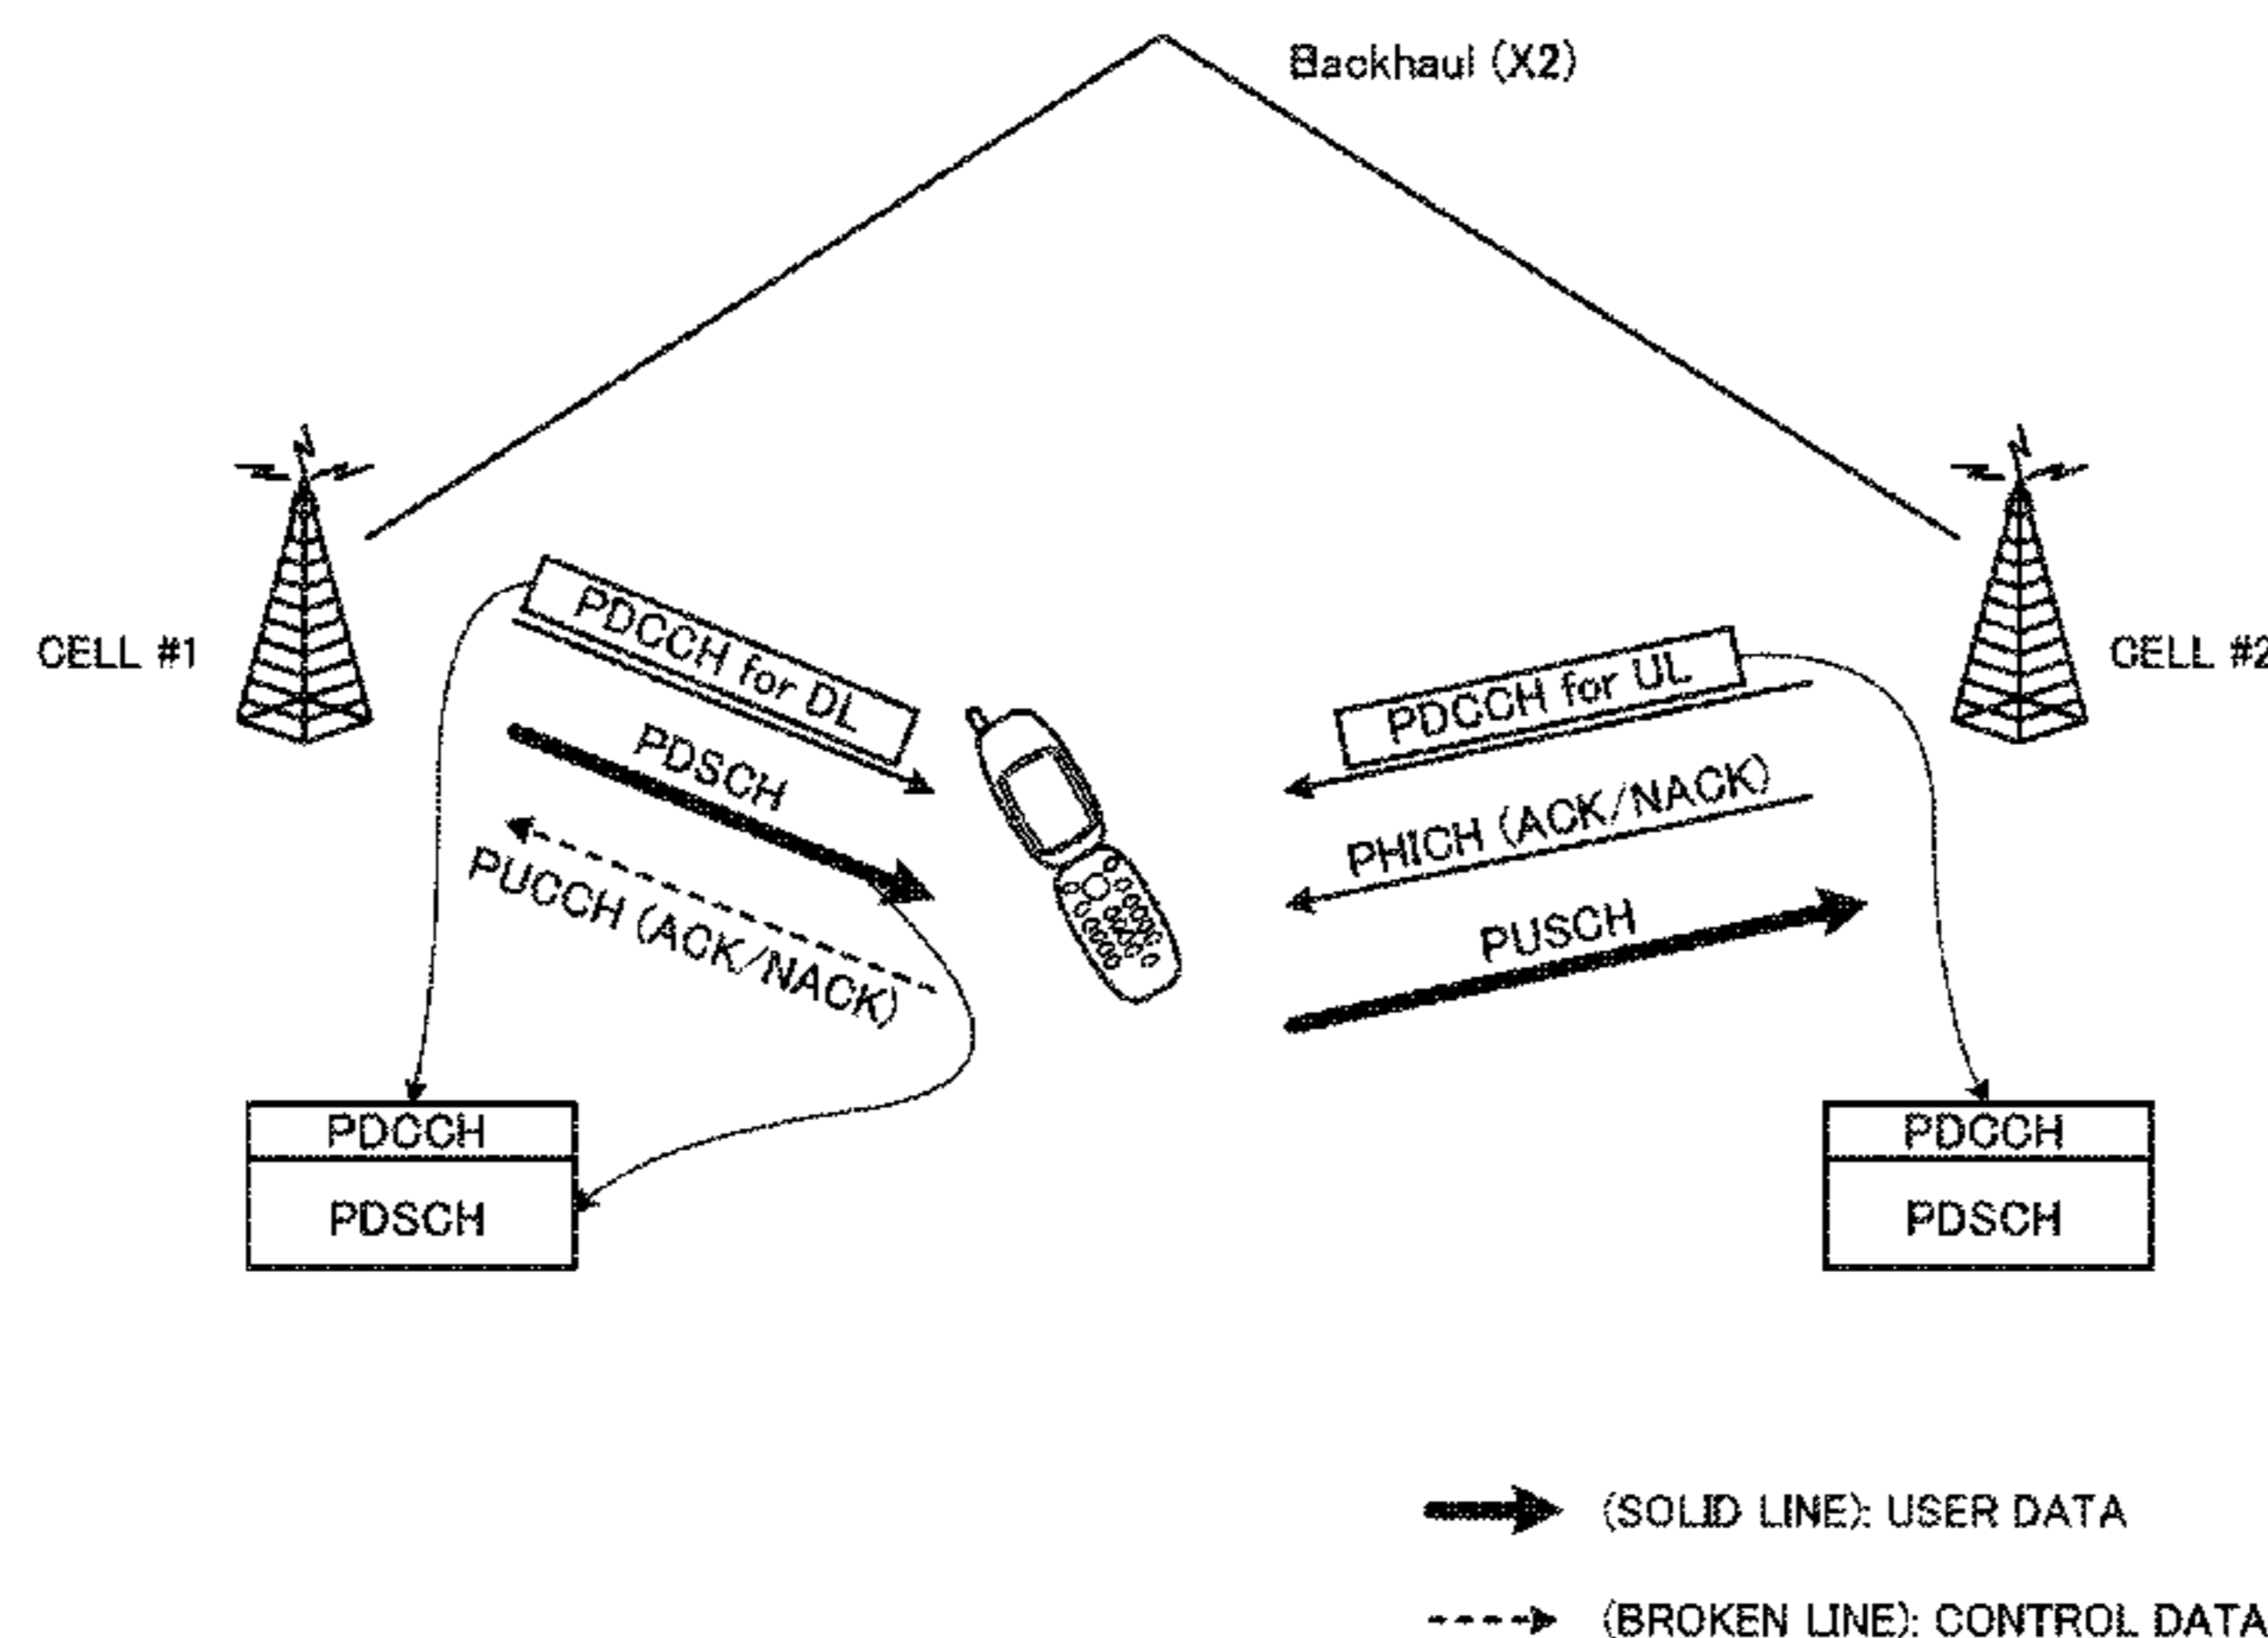 Backhaul (X2)
CELL #1
PDCCH for DL
PDSCH
PUCCH (ACK/NACK)
PDCCH for UL
PHICH (ACK/NACK)
PUSCH
CELL #2
PDCCH
PDSCH
PDCCH
PDSCH
(SOLID LINE): USER DATA
(BROKEN LINE): CONTROL DATA